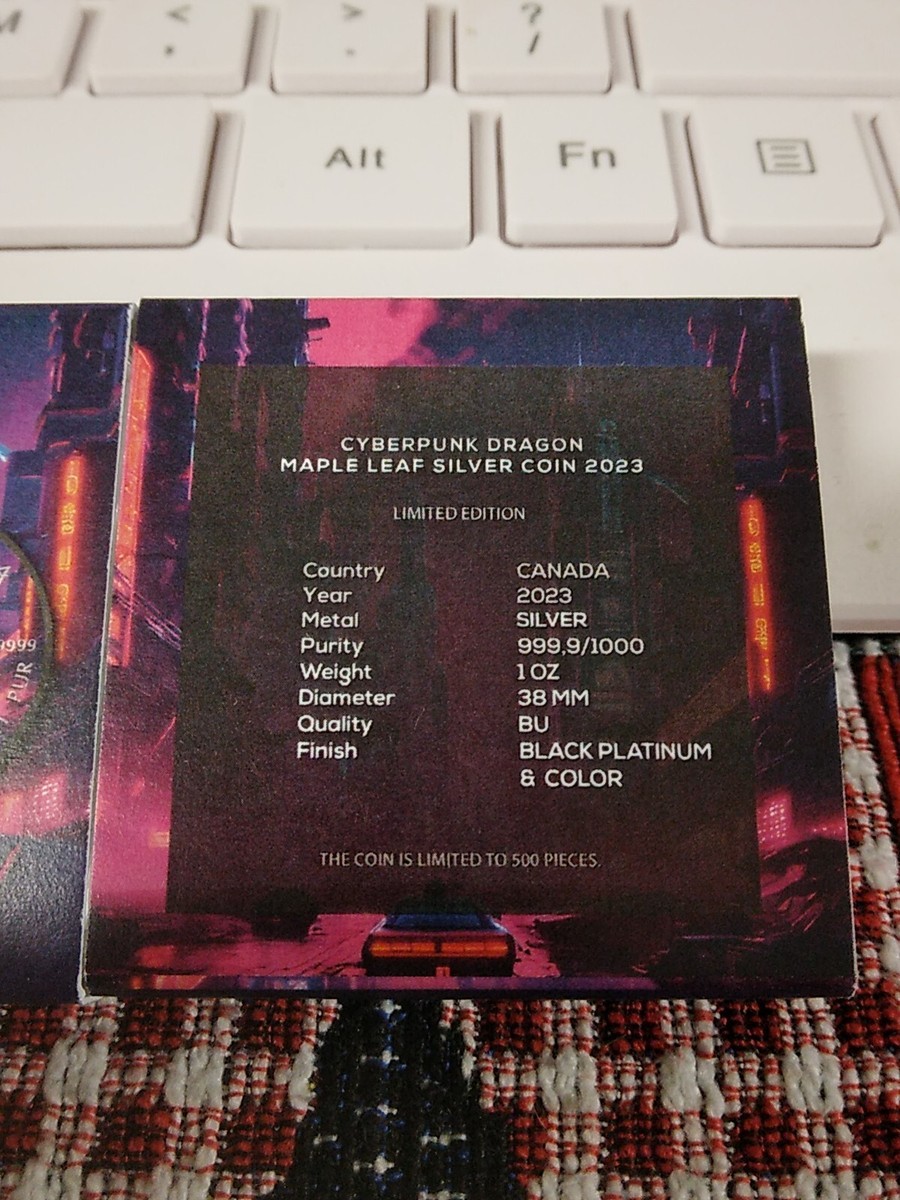 M < , > . ? /
Alt Fn
CYBERPUNK DRAGON
MAPLE LEAF SILVER COIN 2023
LIMITED EDITION
Country CANADA
Year 2023
Metal SILVER
Purity 999,9/1000
Weight 1 OZ
Diameter 38 MM
Quality BU
Finish BLACK PLATINUM
& COLOR
THE COIN IS LIMITED TO 500 PIECES.
9999
PUR